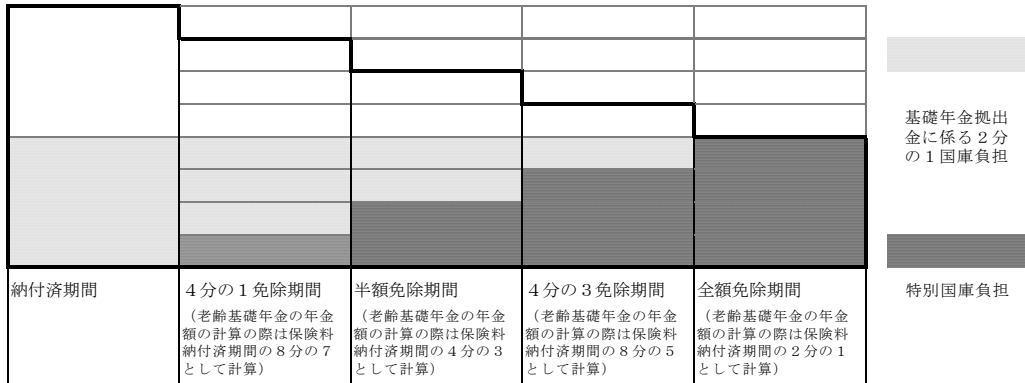 基礎年金拠出
金に係る２分
の１国庫負担
納付済期間
４分の１免除期間
（老齢基礎年金の年金
額の計算の際は保険料
納付済期間の８分の７
として計算）
半額免除期間
（老齢基礎年金の年金
額の計算の際は保険料
納付済期間の４分の３
として計算）
４分の３免除期間
（老齢基礎年金の年金
額の計算の際は保険料
納付済期間の８分の５
として計算）
全額免除期間
（老齢基礎年金の年金
額の計算の際は保険料
納付済期間の２分の１
として計算）
特別国庫負担